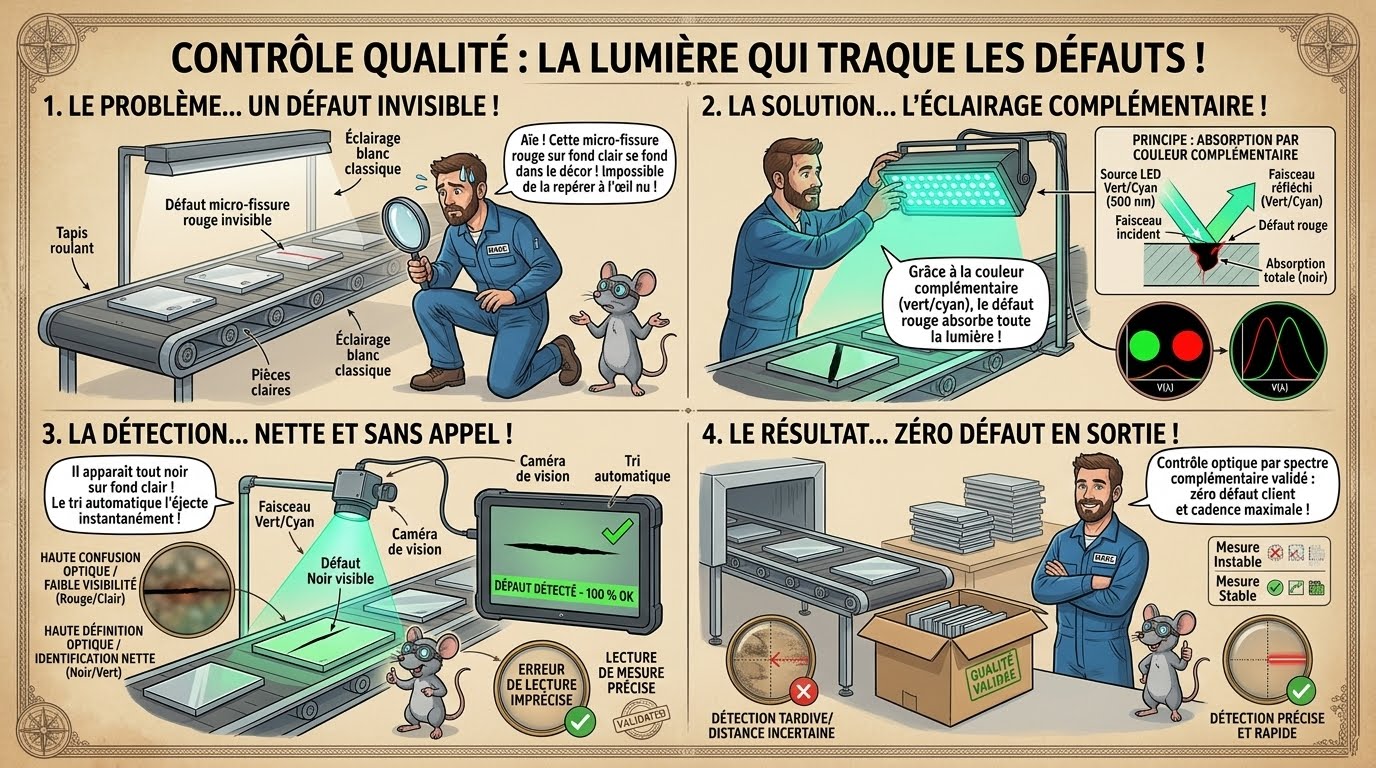 CONTRÔLE QUALITÉ : LA LUMIÈRE QUI TRAQUE LES DÉFAUTS !
1. LE PROBLÈME... UN DÉFAUT INVISIBLE !
Éclairage
blanc
classique
Aïe ! Cette micro-fissure
rouge sur fond clair se fond
dans le décor ! Impossible
de la repérer à l'œil nu !
Défaut micro-fissure
rouge invisible
Tapis
roulant
Pièces
claires
Éclairage
blanc
classique
2. LA SOLUTION... L'ÉCLAIRAGE COMPLÉMENTAIRE !
PRINCIPE : ABSORPTION PAR
COULEUR COMPLÉMENTAIRE
Source LED
Vert/Cyan
(500 nm)
Faisceau
incident
Faisceau
réfléchi
(Vert/Cyan)
Défaut rouge
Absorption
totale (noir)
Grâce à la couleur
complémentaire
(vert/cyan), le défaut
rouge absorbe toute
la lumière !
V(λ)
V(λ)
3. LA DÉTECTION... NETTE ET SANS APPEL !
Il apparait tout noir
sur fond clair !
Le tri automatique l'éjecte
instantanément !
Faisceau
Vert/Cyan
Caméra
de vision
Tri
automatique
Caméra
de vision
Défaut
Noir visible
DÉPAUT DÉTECTÉ - 100 % OK
HAUTE CONFUSION
OPTIQUE /
FAIBLE VISIBILITÉ
(Rouge/Clair)
HAUTE DÉFINITION
OPTIQUE /
IDENTIFICATION NETTE
(Noir/Vert)
ERREUR
DE LECTURE
IMPRÉCISE
LECTURE
DE MESURE
PRÉCISE
VALIDATED
4. LE RÉSULTAT... ZÉRO DÉFAUT EN SORTIE !
Contrôle optique par spectre
complémentaire validé :
zéro défaut client
et cadence maximale !
MARC
Mesure
Instable
Mesure
Stable
GUALITÉ
VALIDÉE
DÉTECTION TARDIVE/
DISTANCE INCERTAINE
DÉTECTION PRÉCISE
ET RAPIDE